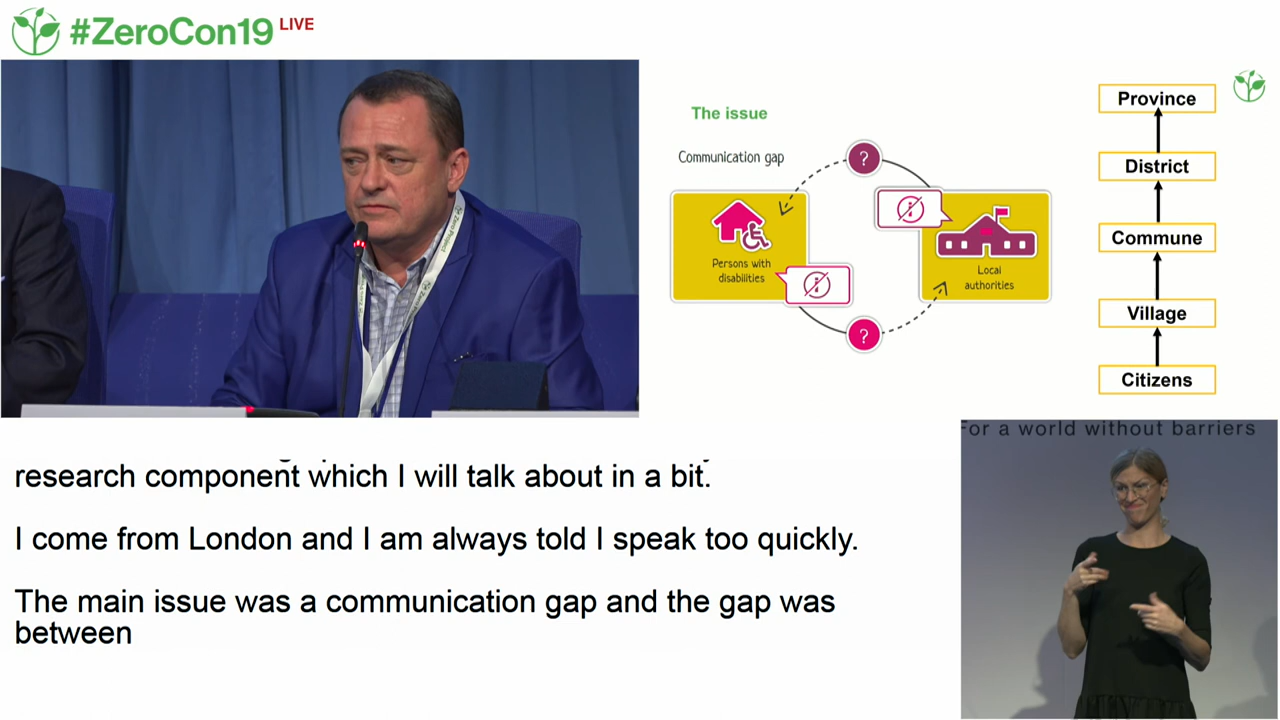 #ZeroCon19 LIVE
The issue
Communication gap
?
Persons with
disabilities
Local
authorities
?
Province
District
Commune
Village
Citizens
Zero Project
For a world without barriers
research component which I will talk about in a bit.
I come from London and I am always told I speak too quickly.
The main issue was a communication gap and the gap was
between